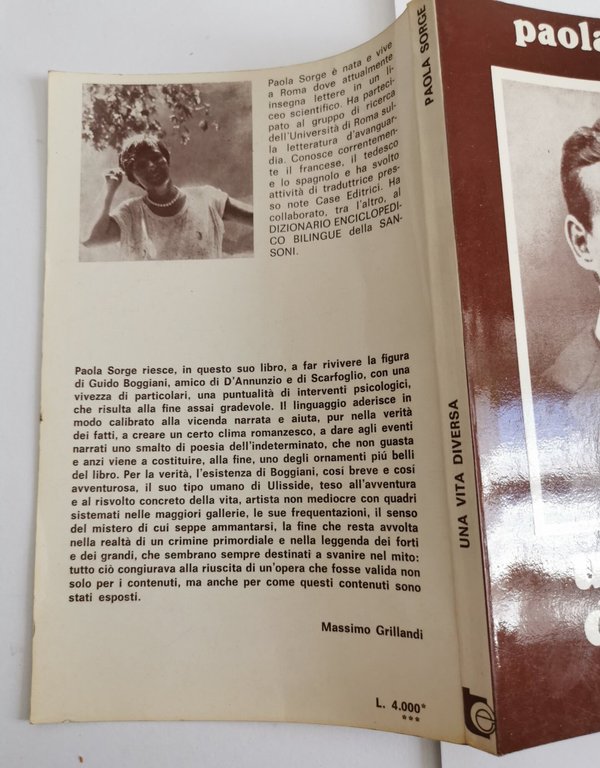 Paola Sorge è nata e vive
a Roma dove attualmente
insegna lettere in un li-
ceo scientifico. Ha parteci-
pato al gruppo di ricerca
dell'Università di Roma sul-
la letteratura d'avanguar-
dia. Conosce correntemen-
te il francese, il tedesco
e lo spagnolo e ha svolto
attività di traduttrice pres-
so note Case Editrici. Ha
collaborato, tra l'altro, al
DIZIONARIO ENCICLOPEDI-
CO BILINGUE della SAN-
SONI.
Paola Sorge riesce, in questo suo libro, a far rivivere la figura
di Guido Boggiani, amico di D'Annunzio e di Scarfoglio, con una
vivezza di particolari, una puntualità di interventi psicologici,
che risulta alla fine assai gradevole. Il linguaggio aderisce in
modo calibrato alla vicenda narrata e aiuta, pur nella verità
dei fatti, a creare un certo clima romanzesco, a dare agli eventi
narrati uno smalto di poesia dell'indeterminato, che non guasta
e anzi viene a costituire, alla fine, uno degli ornamenti piú belli
del libro. Per la verità, l'esistenza di Boggiani, cosí breve e cosí
avventurosa, il suo tipo umano di Ulisside, teso all'avventura
e al risvolto concreto della vita, artista non mediocre con quadri
sistemati nelle maggiori gallerie, le sue frequentazioni, il senso
del mistero di cui seppe ammantarsi, la fine che resta avvolta
nella realtà di un crimine primordiale e nella leggenda dei forti
e dei grandi, che sembrano sempre destinati a svanire nel mito:
tutto ciò congiurava alla riuscita di un'opera che fosse valida non
solo per i contenuti, ma anche per come questi contenuti sono
stati esposti.
Massimo Grillandi
L. 4.000*
***
PAOLA SORGE
UNA VITA DIVERSA
paola